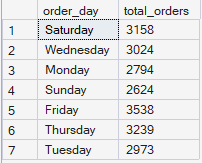 order_day total_orders
1 Saturday 3158
2 Wednesday 3024
3 Monday 2794
4 Sunday 2624
5 Friday 3538
6 Thursday 3239
7 Tuesday 2973